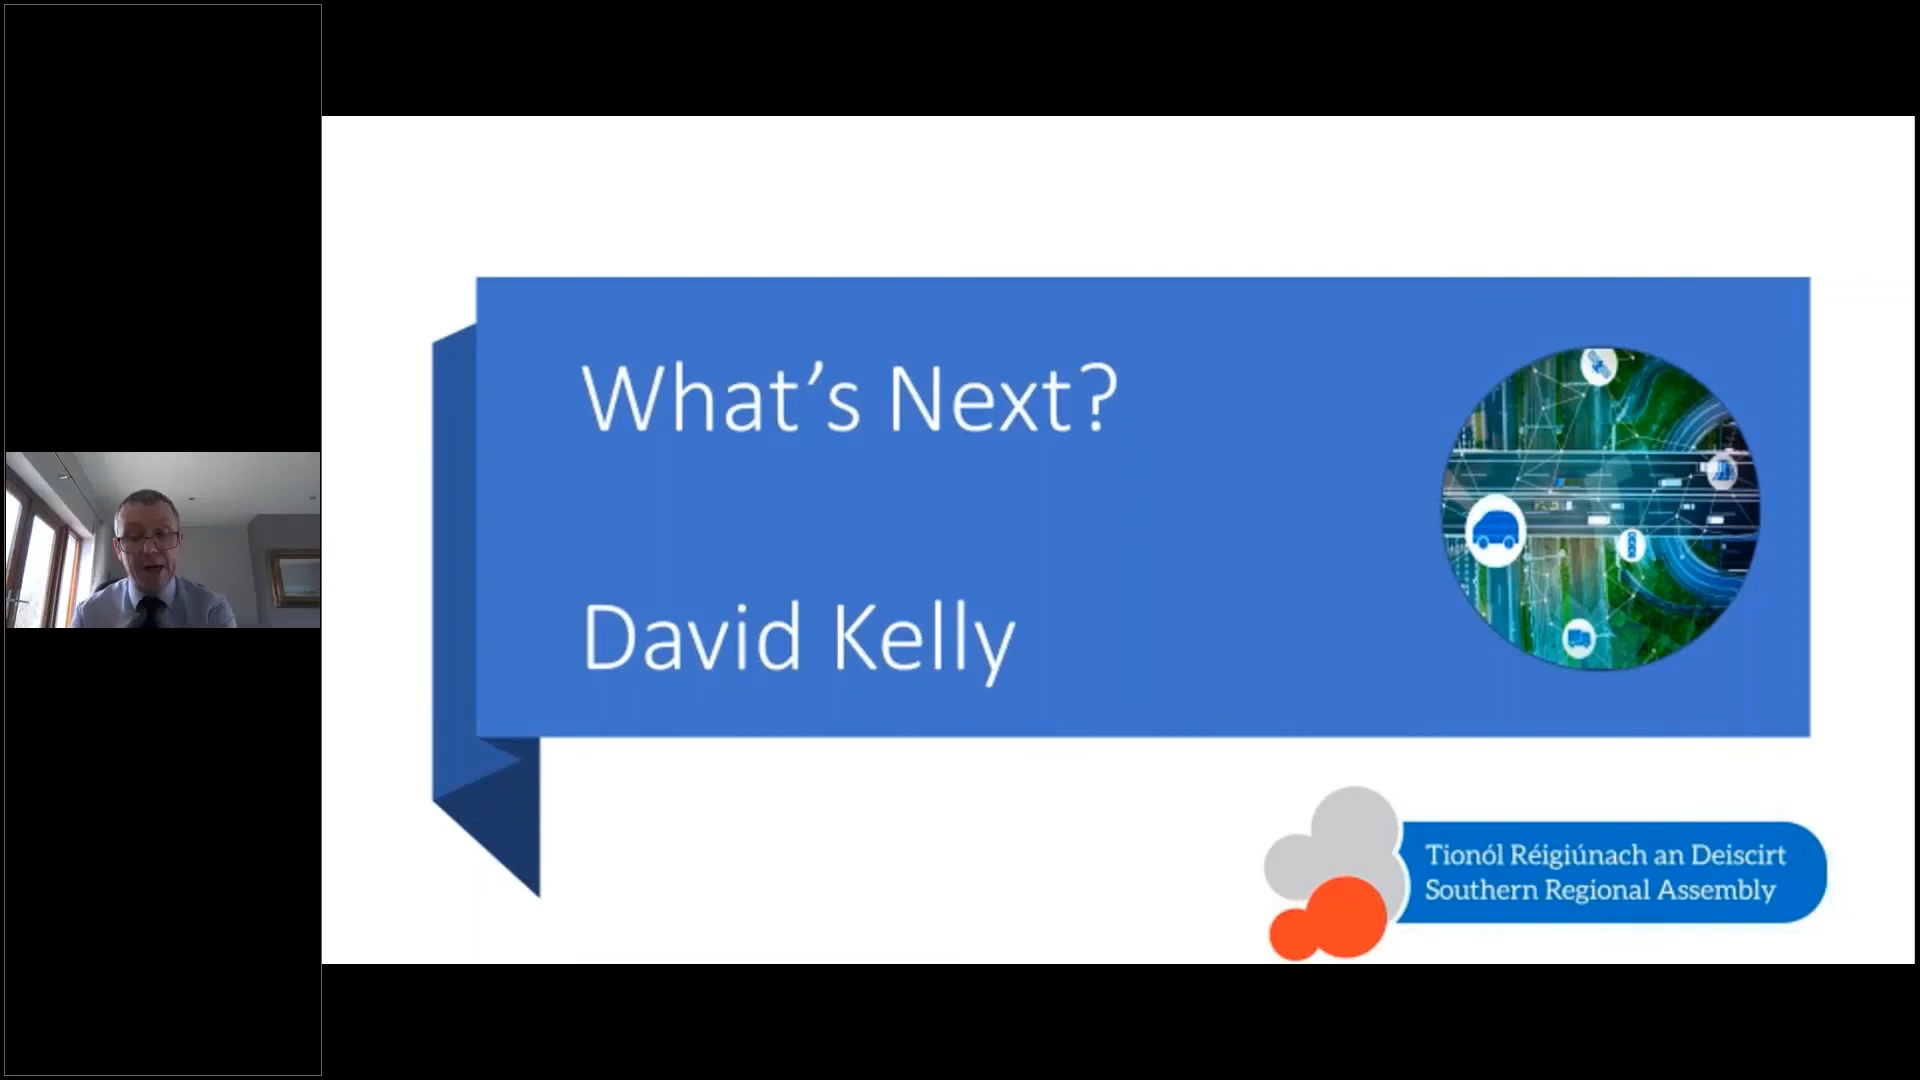 What’s Next?
David Kelly
Tionól Réigiúnach an Deiscirt
Southern Regional Assembly